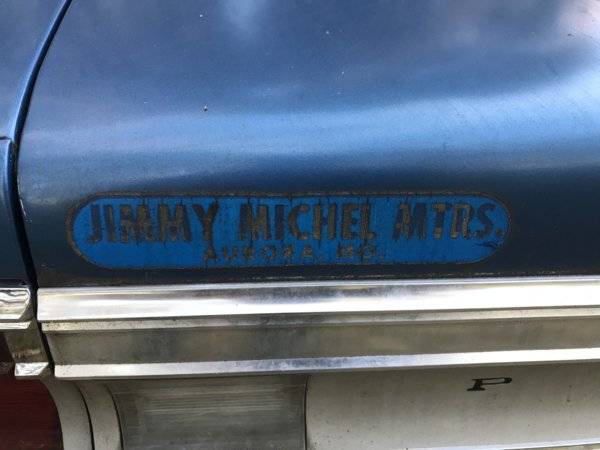 JIMMY MICHEL MTRS.
AURORA, MO.
P